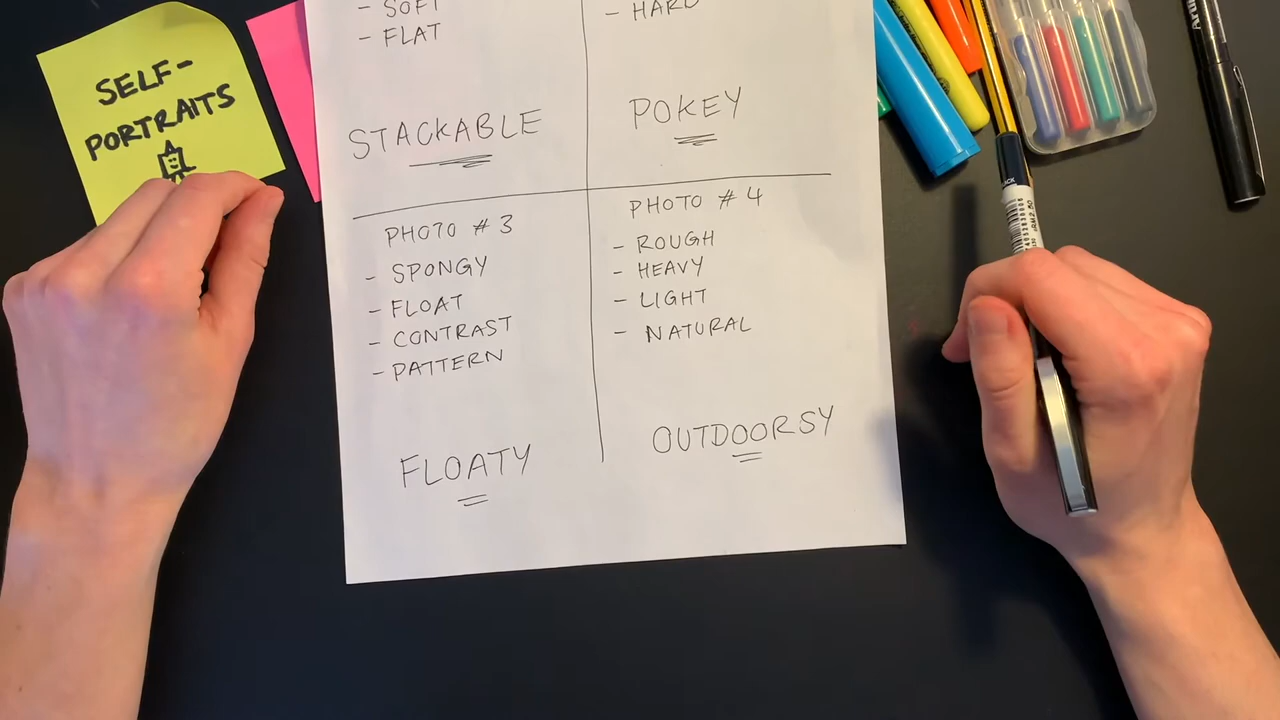 SELF-
PORTRAITS
- SOFT
- FLAT
STACKABLE
- HARD
POKEY
PHOTO # 3
- SPONGY
- FLOAT
- CONTRAST
- PATTERN
FLOATY
PHOTO # 4
- ROUGH
- HEAVY
- LIGHT
- NATURAL
OUTDOORSY